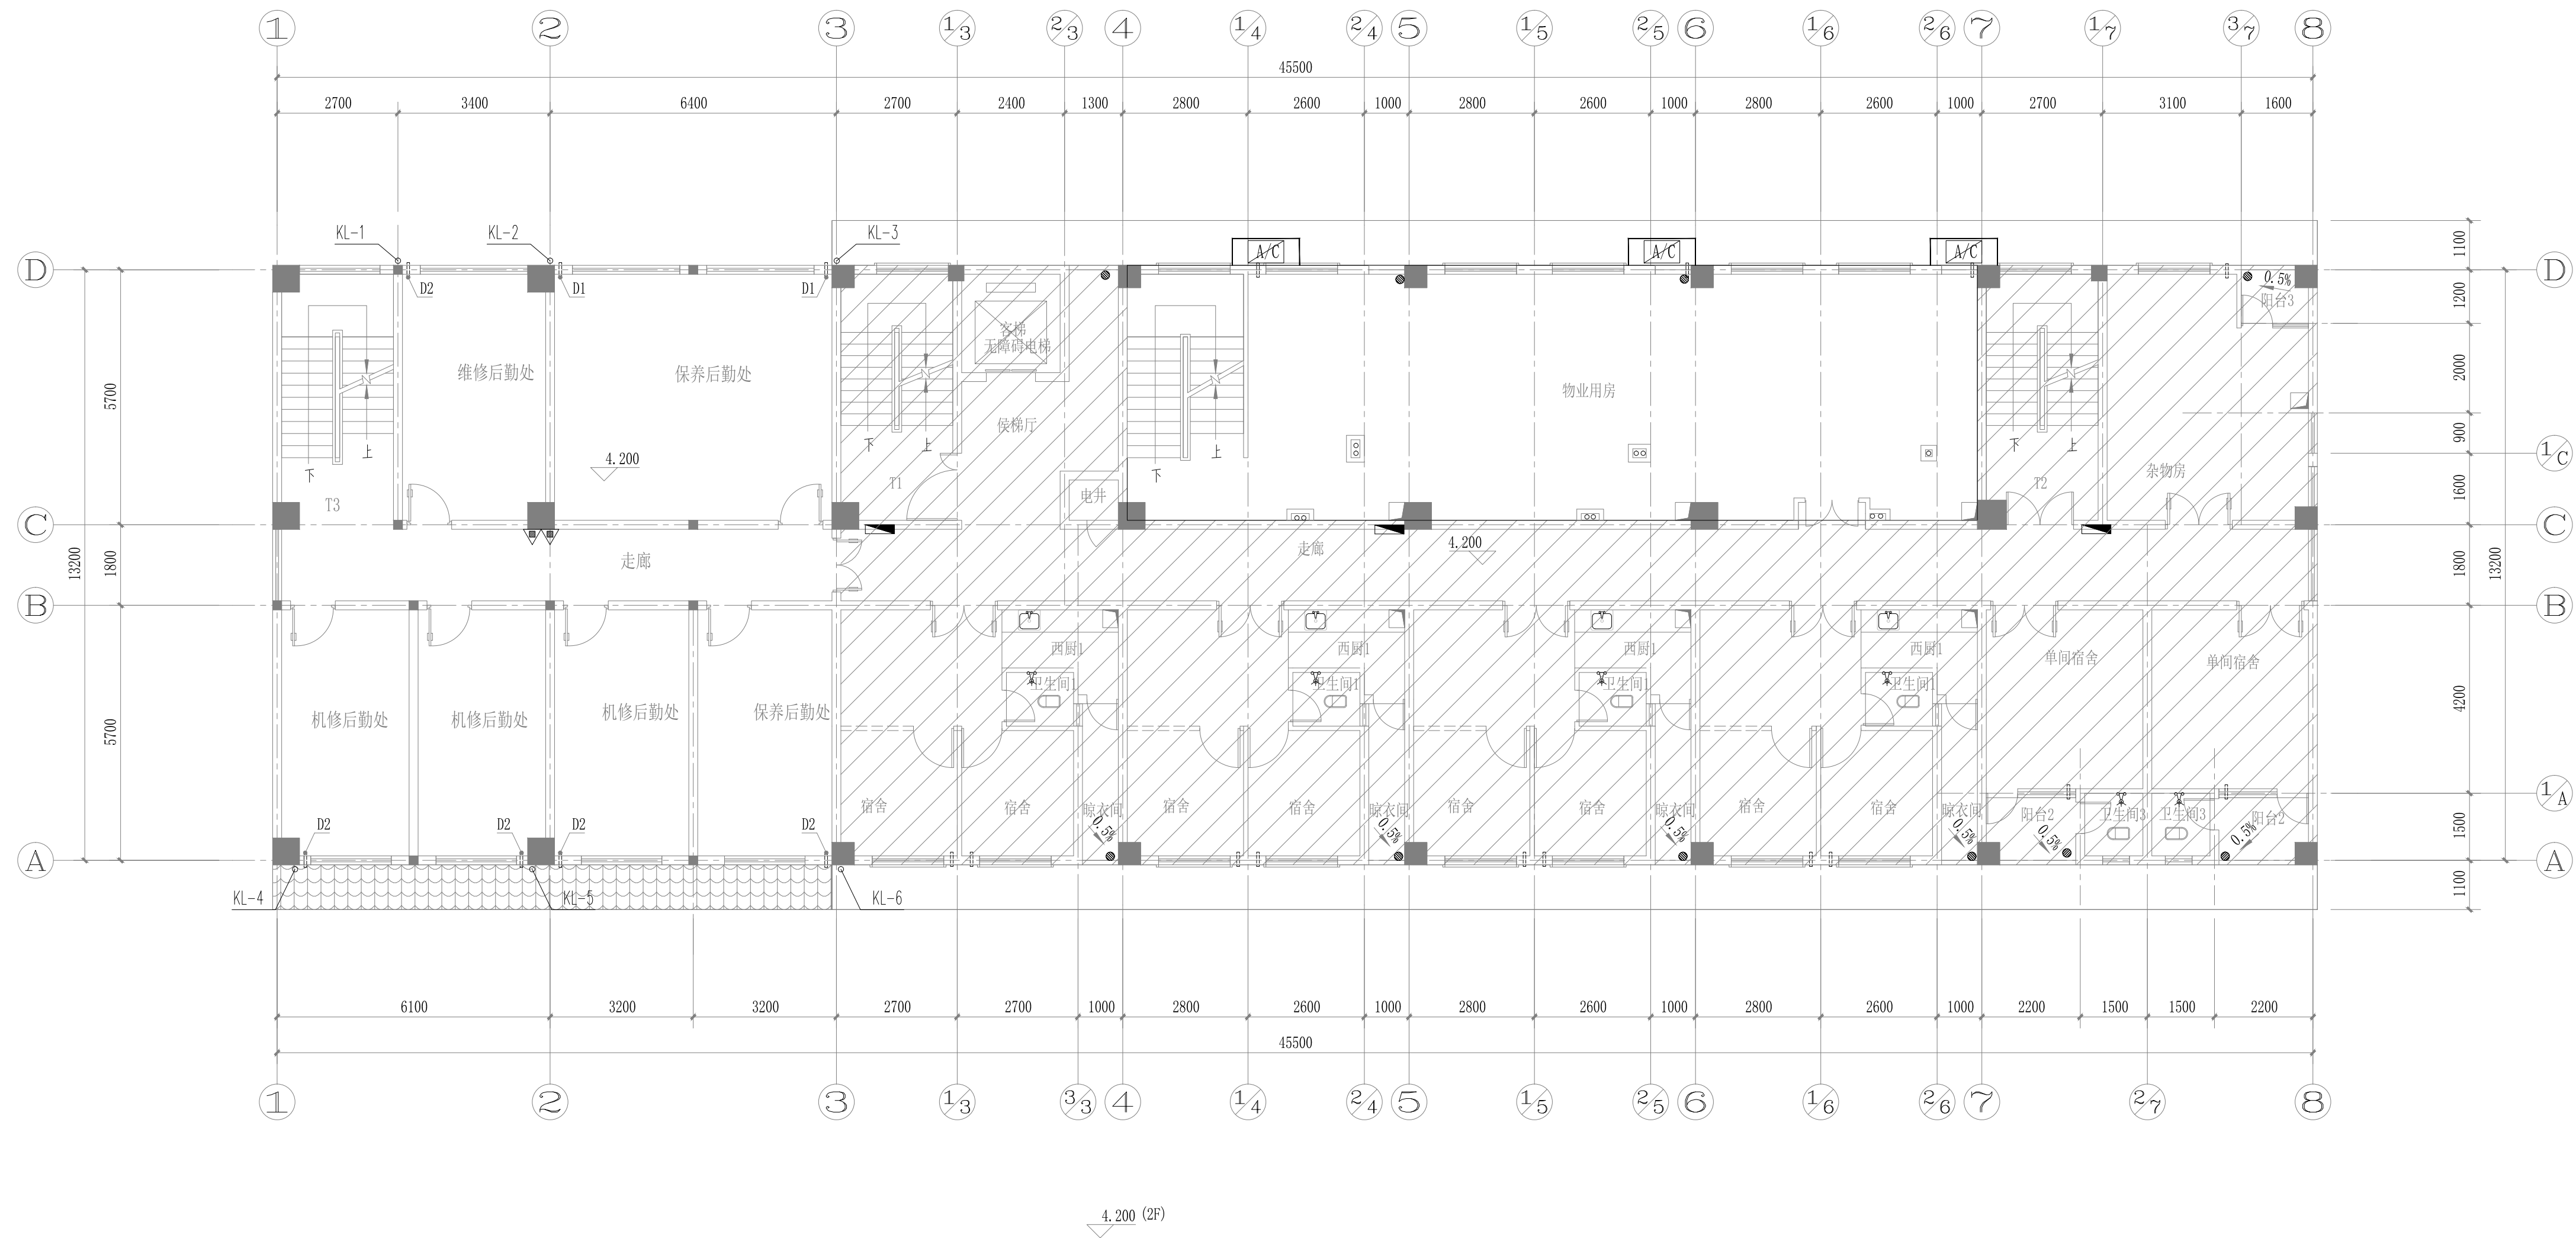 1 2 3 1/3 2/3 4 1/4 2/4 5 1/5 2/5 6 1/6 2/6 7 1/7 3/7 8
45500
2700 3400 6400 2700 2400 1300 2800 2600 1000 2800 2600 1000 2800 2600 1000 2700 3100 1600
KL-1 KL-2 KL-3
1100
A/C A/C A/C
D D
D2 D1 D1
0.5%
阳台3
1200
客梯
无障碍电梯
维修后勤处 保养后勤处 物业用房
2000
5700
侯梯厅
900
下 上 下 上 下 上 下 上
1/C
4.200
杂物房
T1 T2
电井
1600
T3
C C
4.200
走廊 走廊
13200 1800 1800 13200
B B
西厨1 西厨1 西厨1 西厨1 单间宿舍 单间宿舍
卫生间1 卫生间1 卫生间1 卫生间1
4200
机修后勤处 机修后勤处 机修后勤处 保养后勤处
5700
1/A
宿舍 宿舍 晾衣间 宿舍 宿舍 晾衣间 宿舍 宿舍 晾衣间 宿舍 宿舍 晾衣间 阳台2 卫生间3 卫生间3 阳台2
D2 D2 D2 D2
0.5% 0.5% 0.5% 0.5% 0.5% 0.5%
1500
A A
1100
KL-4 KL-5 KL-6
6100 3200 3200 2700 2700 1000 2800 2600 1000 2800 2600 1000 2800 2600 1000 2200 1500 1500 2200
45500
1 2 3 1/3 3/3 4 1/4 2/4 5 1/5 2/5 6 1/6 2/6 7 2/7 8
4.200 (2F)